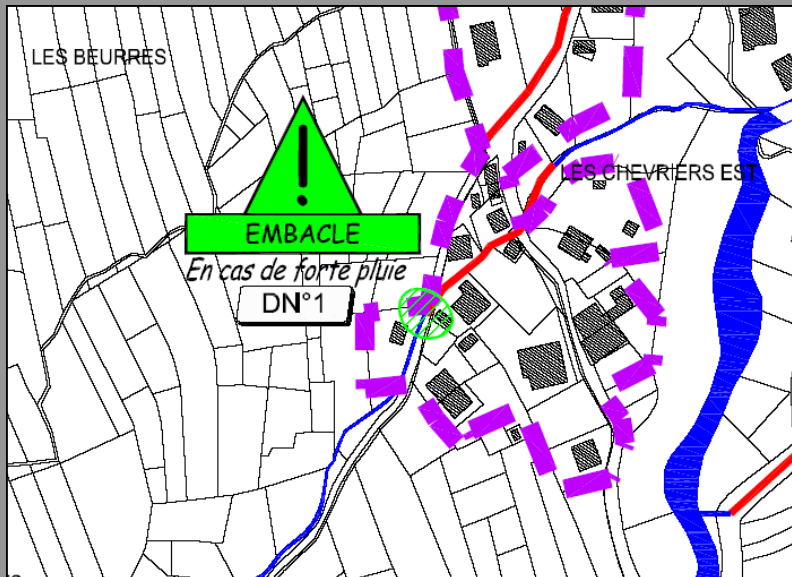 LES BEURRES
!
EMBACLE
En cas de forte pluie
DN°1
LES CHEVRIERS EST